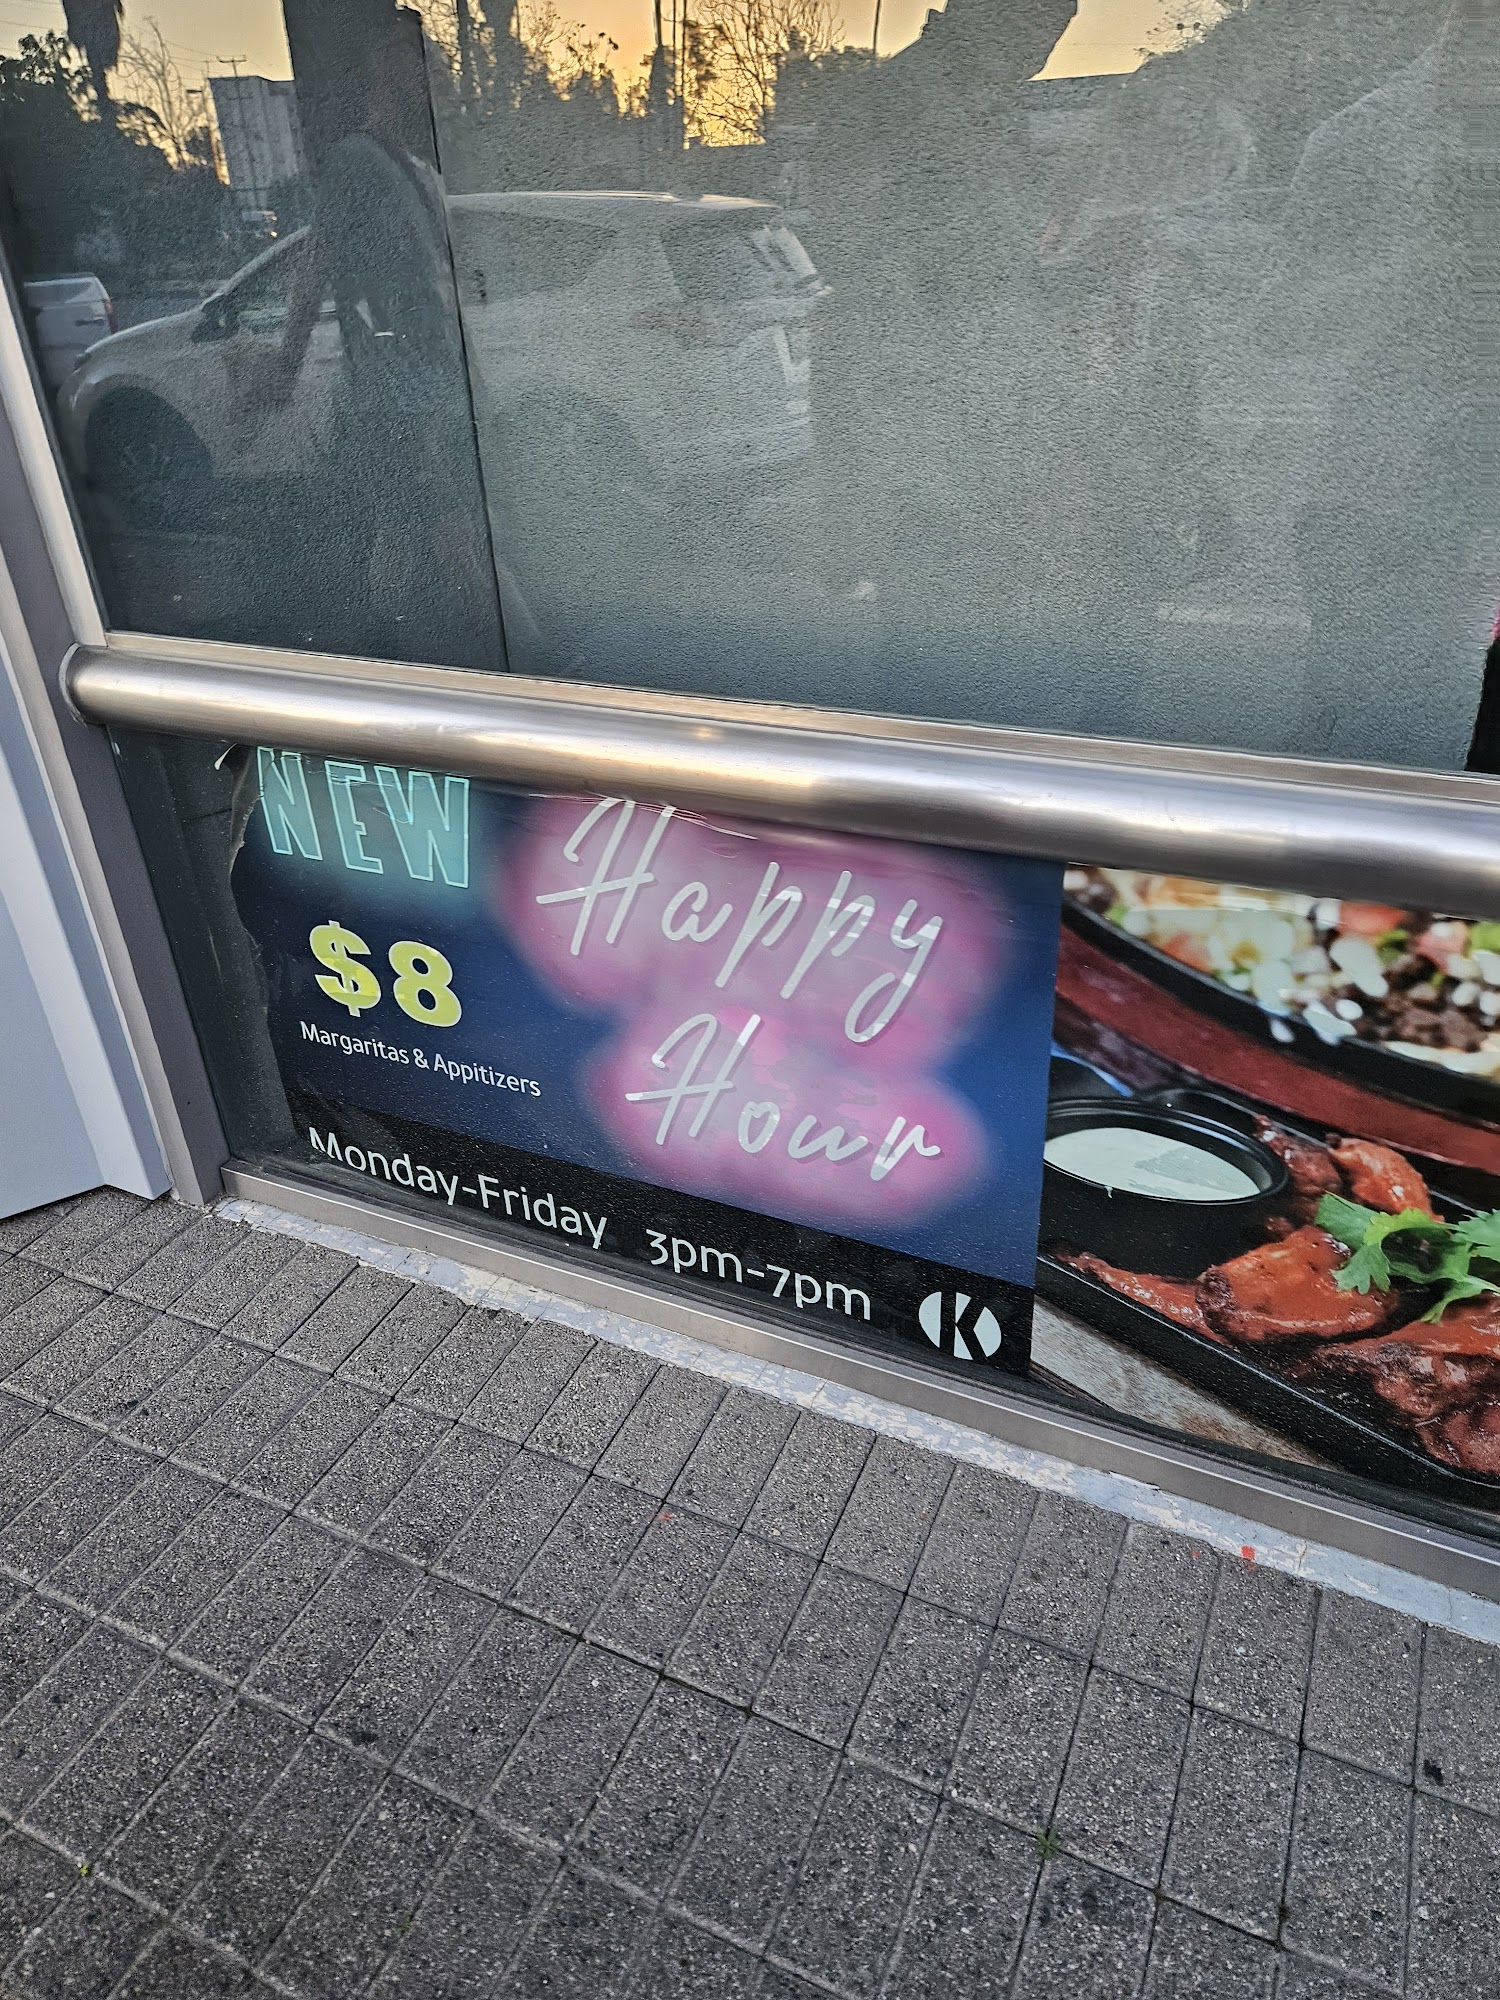 NEW
Happy
Hour
$8
Margaritas & Appitizers
Monday-Friday 3pm-7pm
K